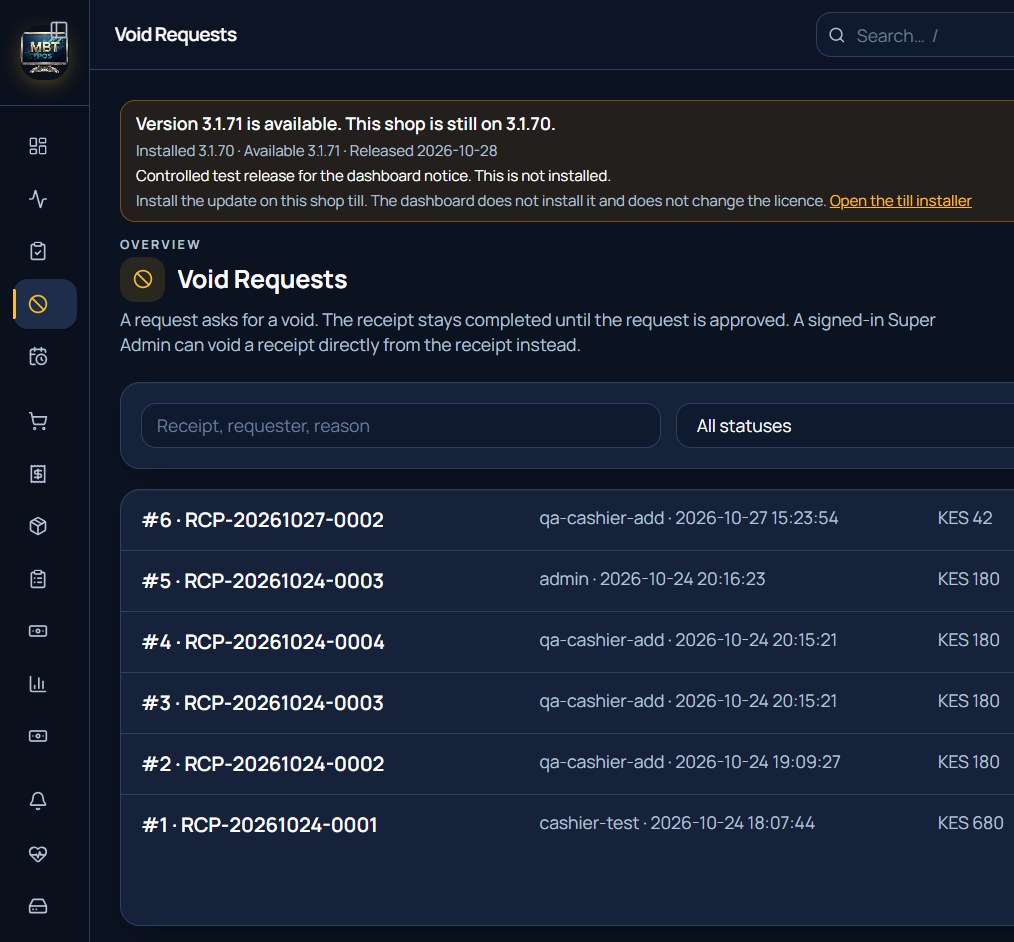 MBT
POS
Void Requests
Search... /
Version 3.1.71 is available. This shop is still on 3.1.70.
Installed 3.1.70 · Available 3.1.71 · Released 2026-10-28
Controlled test release for the dashboard notice. This is not installed.
Install the update on this shop till. The dashboard does not install it and does not change the licence. Open the till installer
OVERVIEW
Void Requests
A request asks for a void. The receipt stays completed until the request is approved. A signed-in Super
Admin can void a receipt directly from the receipt instead.
Receipt, requester, reason
All statuses
#6 · RCP-20261027-0002 qa-cashier-add · 2026-10-27 15:23:54 KES 42
#5 · RCP-20261024-0003 admin · 2026-10-24 20:16:23 KES 180
#4 · RCP-20261024-0004 qa-cashier-add · 2026-10-24 20:15:21 KES 180
#3 · RCP-20261024-0003 qa-cashier-add · 2026-10-24 20:15:21 KES 180
#2 · RCP-20261024-0002 qa-cashier-add · 2026-10-24 19:09:27 KES 180
#1 · RCP-20261024-0001 cashier-test · 2026-10-24 18:07:44 KES 680